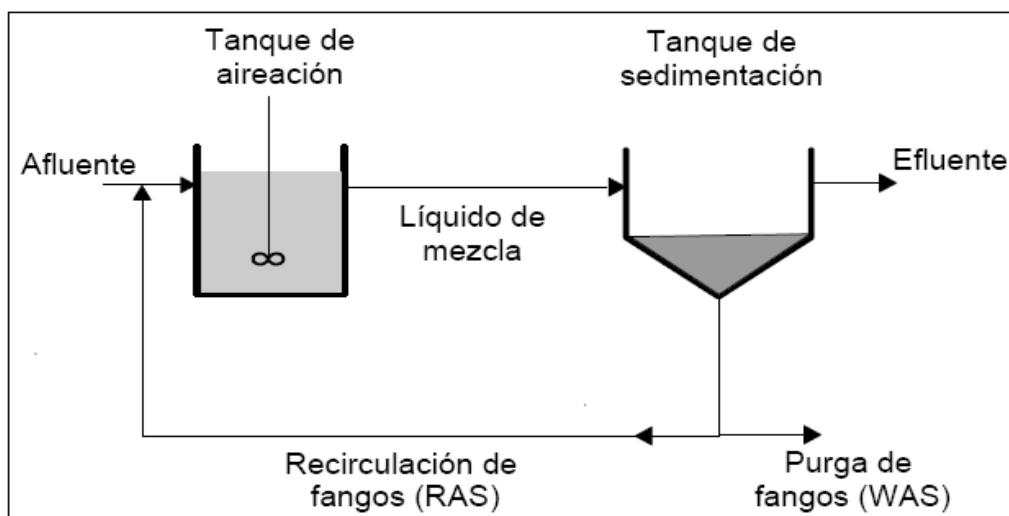 Tanque de
aireación
Tanque de
sedimentación
Afluente
Efluente
Líquido de
mezcla
Recirculación de
fangos (RAS)
Purga de
fangos (WAS)